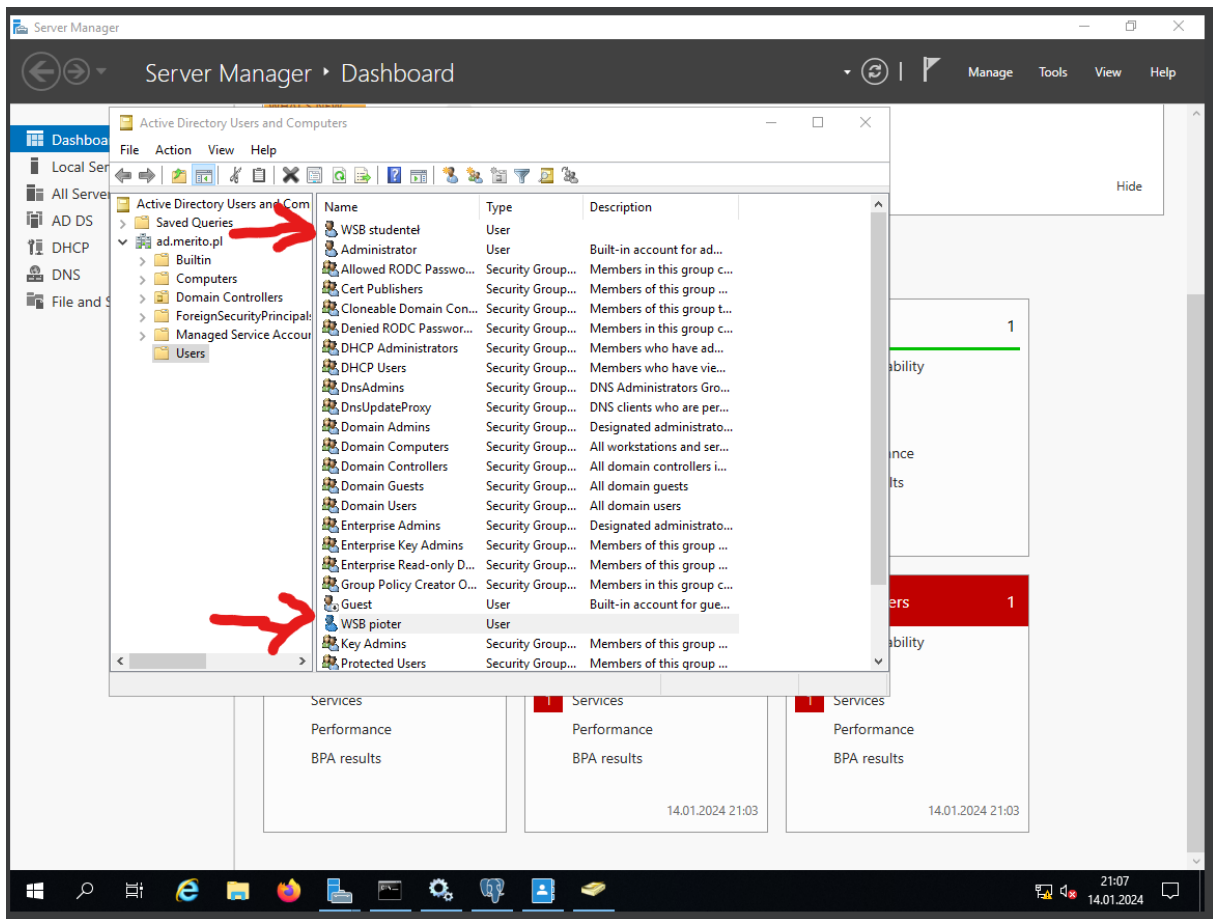 Server Manager
Server Manager ‣ Dashboard
Manage Tools View Help
Dashboa
Local Ser
All Server
AD DS
DHCP
DNS
File and S
Hide
Active Directory Users and Computers
File Action View Help
Active Directory Users and Com
Saved Queries
ad.merito.pl
Builtin
Computers
Domain Controllers
ForeignSecurityPrincipals
Managed Service Accour
Users
Name Type Description
WSB studenteł User
Administrator User Built-in account for ad...
Allowed RODC Passwo... Security Group... Members in this group c...
Cert Publishers Security Group... Members of this group ...
Cloneable Domain Con... Security Group... Members of this group t...
Denied RODC Passwor... Security Group... Members in this group c...
DHCP Administrators Security Group... Members who have ad...
DHCP Users Security Group... Members who have vie...
DnsAdmins Security Group... DNS Administrators Gro...
DnsUpdateProxy Security Group... DNS clients who are per...
Domain Admins Security Group... Designated administrato...
Domain Computers Security Group... All workstations and ser...
Domain Controllers Security Group... All domain controllers i...
Domain Guests Security Group... All domain guests
Domain Users Security Group... All domain users
Enterprise Admins Security Group... Designated administrato...
Enterprise Key Admins Security Group... Members of this group ...
Enterprise Read-only D... Security Group... Members of this group ...
Group Policy Creator O... Security Group... Members in this group c...
Guest User Built-in account for gue...
WSB pioter User
Key Admins Security Group... Members of this group ...
Protected Users Security Group... Members of this group ...
1
ability
ance
lts
ers 1
ability
Services
Performance
BPA results
1 Services
Performance
BPA results
14.01.2024 21:03
1 Services
Performance
BPA results
14.01.2024 21:03
21:07
14.01.2024